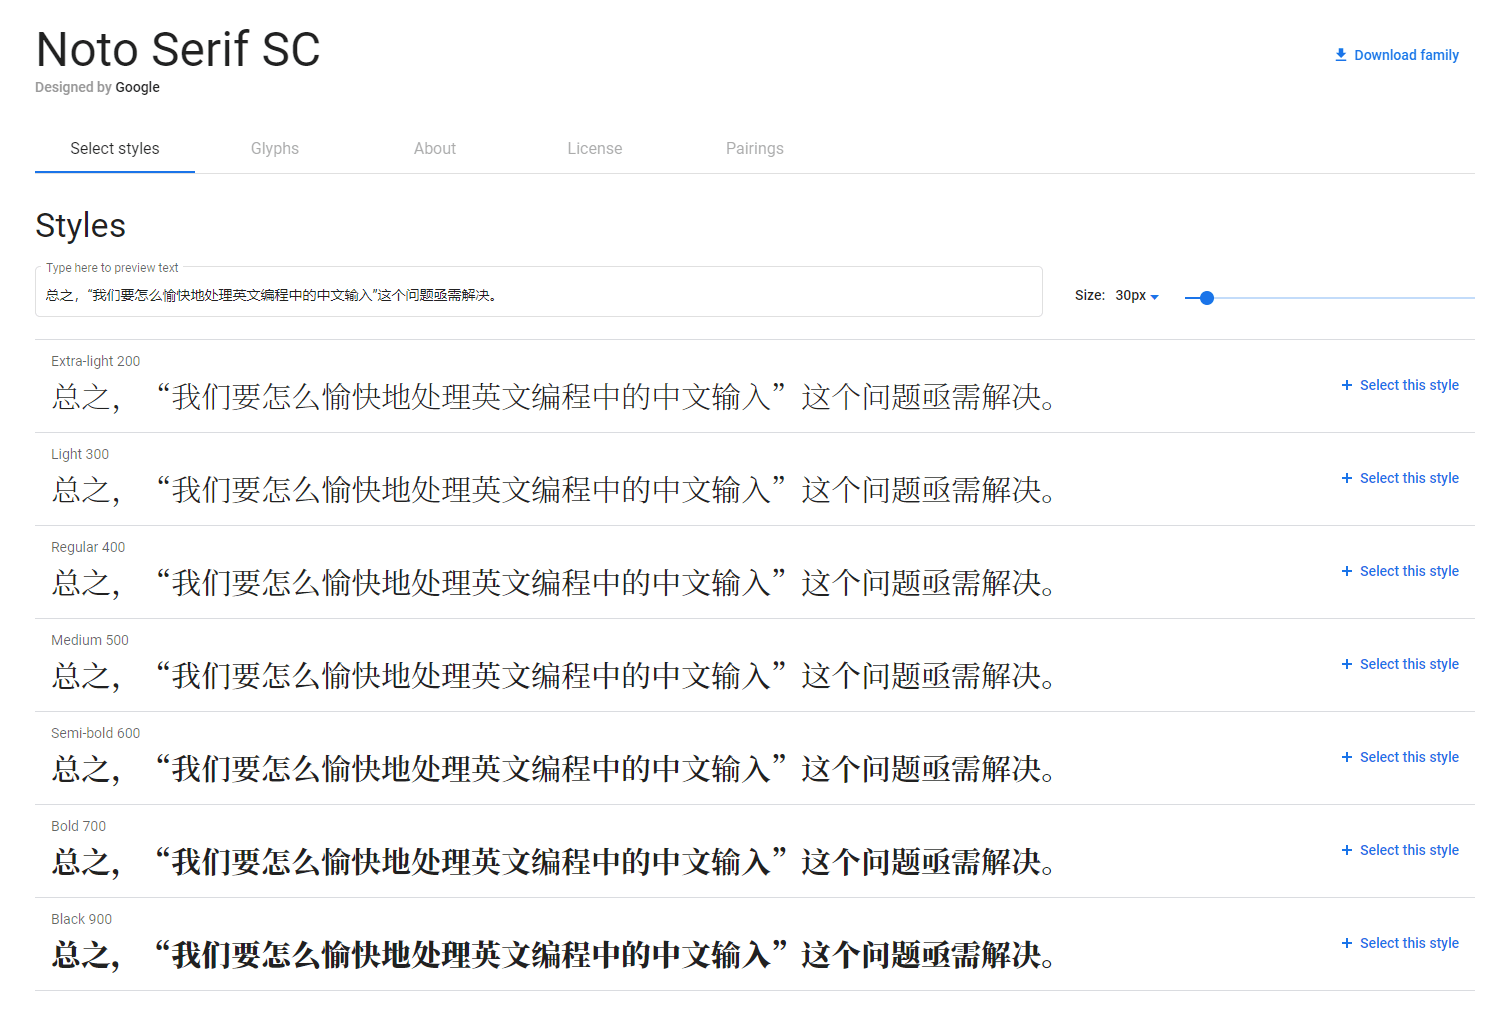 Noto Serif SC
Download family
Designed by Google
Select styles
Glyphs
About
License
Pairings
Styles
Type here to preview text
总之，“我们要怎么愉快地处理英文编程中的中文输入”这个问题亟需解决。
Size: 30px
Extra-light 200
总之，“我们要怎么愉快地处理英文编程中的中文输入”这个问题亟需解决。
Select this style
Light 300
总之，“我们要怎么愉快地处理英文编程中的中文输入”这个问题亟需解决。
Select this style
Regular 400
总之，“我们要怎么愉快地处理英文编程中的中文输入”这个问题亟需解决。
Select this style
Medium 500
总之，“我们要怎么愉快地处理英文编程中的中文输入”这个问题亟需解决。
Select this style
Semi-bold 600
总之，“我们要怎么愉快地处理英文编程中的中文输入”这个问题亟需解决。
Select this style
Bold 700
总之，“我们要怎么愉快地处理英文编程中的中文输入”这个问题亟需解决。
Select this style
Black 900
总之，“我们要怎么愉快地处理英文编程中的中文输入”这个问题亟需解决。
Select this style